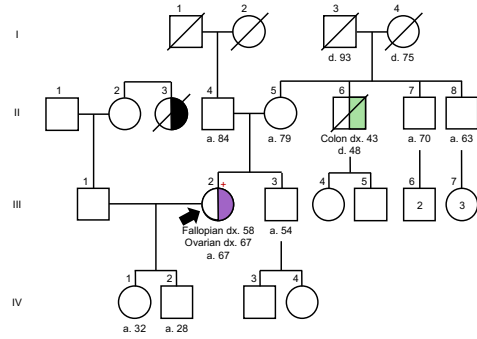 I
1
2
3
4
d. 93
d. 75
II
1
2
3
4
5
6
7
8
a. 84
a. 79
Colon dx. 43
d. 48
a. 70
a. 63
III
1
2
+
3
4
5
6
7
2
3
Fallopian dx. 58
Ovarian dx. 67
a. 67
a. 54
IV
1
2
3
4
a. 32
a. 28